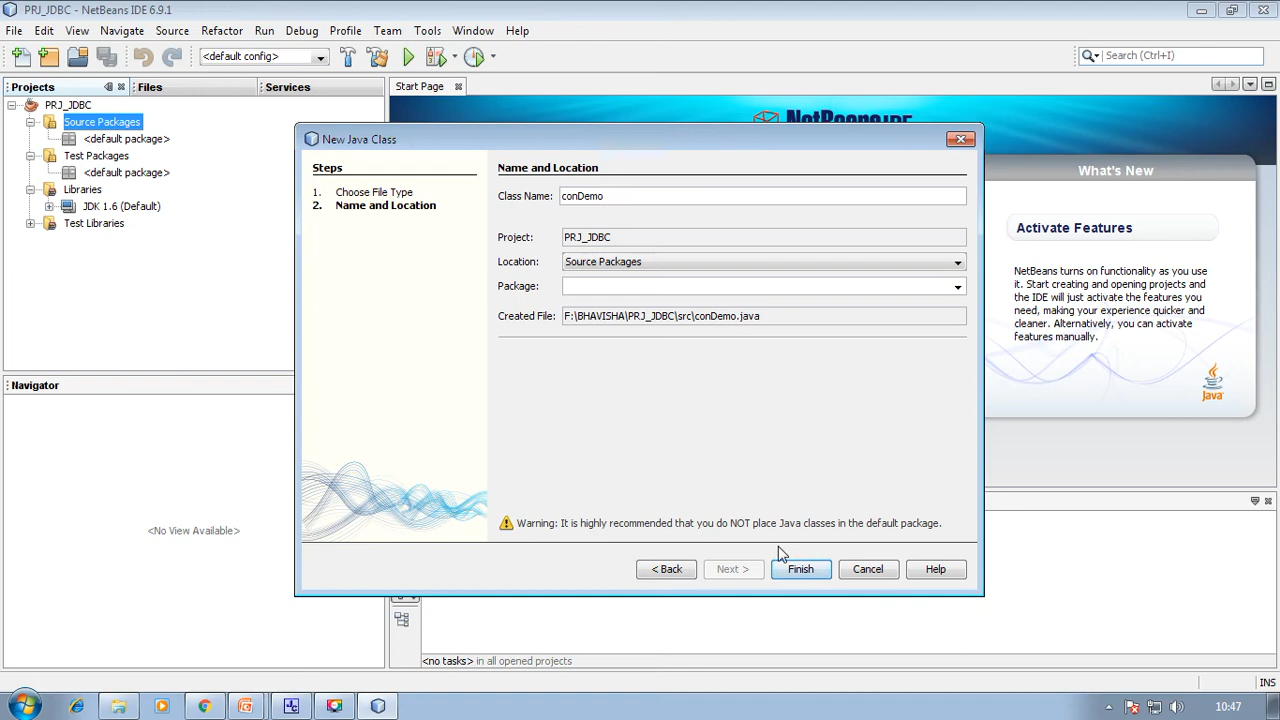 PRJ_JDBC - NetBeans IDE 6.9.1
File Edit View Navigate Source Refactor Run Debug Profile Team Tools Window Help
<default config>
Search (Ctrl+I)
Projects Files Services
Start Page
PRJ_JDBC
Source Packages
<default package>
Test Packages
<default package>
Libraries
JDK 1.6 (Default)
Test Libraries
Navigator
<No View Available>
New Java Class
Steps
1. Choose File Type
2. Name and Location
Name and Location
Class Name: conDemo
Project: PRJ_JDBC
Location: Source Packages
Package:
Created File: F:\BHAVISHA\PRJ_JDBC\src\conDemo.java
Warning: It is highly recommended that you do NOT place Java classes in the default package.
< Back Next > Finish Cancel Help
What's New
Activate Features
NetBeans turns on functionality as you
use it. Start creating and opening projects and
the IDE will just activate the features you
need, making your experience quicker and
cleaner. Alternatively, you can activate
features manually.
Java
<no tasks> in all opened projects
INS
10:47